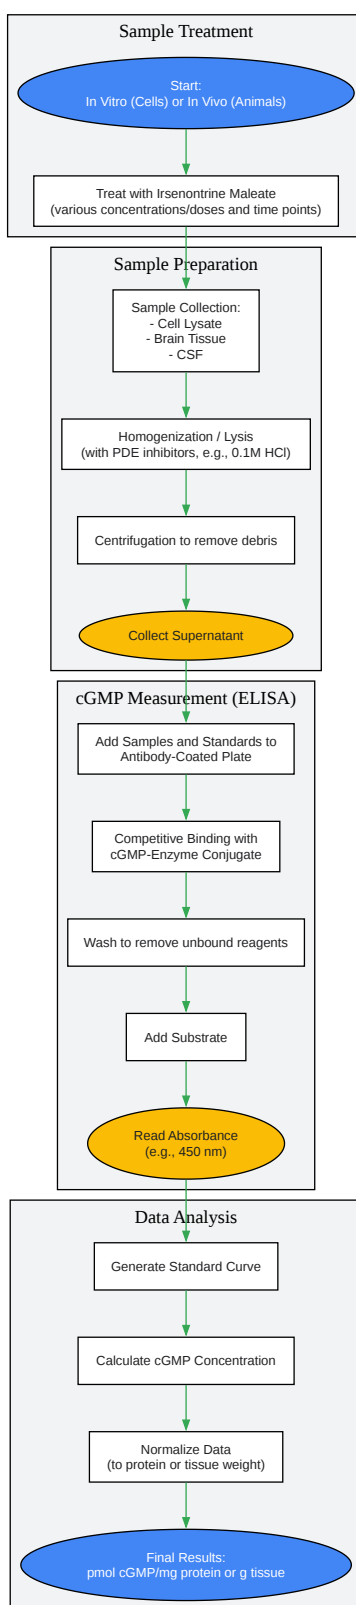 Sample Treatment
Start:
In Vitro (Cells) or In Vivo (Animals)
Treat with Irsenontrine Maleate
(various concentrations/doses and time points)
Sample Preparation
Sample Collection:
- Cell Lysate
- Brain Tissue
- CSF
Homogenization / Lysis
(with PDE inhibitors, e.g., 0.1M HCl)
Centrifugation to remove debris
Collect Supernatant
cGMP Measurement (ELISA)
Add Samples and Standards to
Antibody-Coated Plate
Competitive Binding with
cGMP-Enzyme Conjugate
Wash to remove unbound reagents
Add Substrate
Read Absorbance
(e.g., 450 nm)
Data Analysis
Generate Standard Curve
Calculate cGMP Concentration
Normalize Data
(to protein or tissue weight)
Final Results:
pmol cGMP/mg protein or g tissue